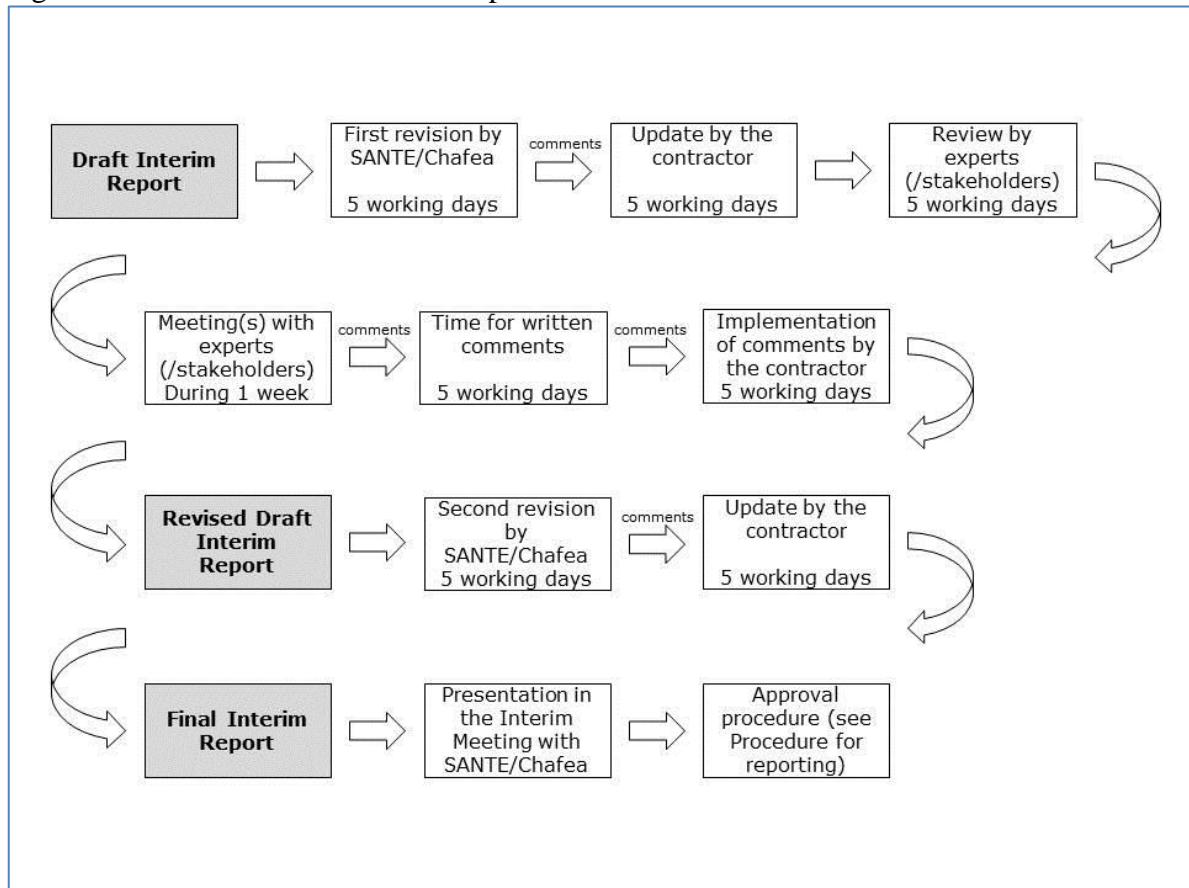 Draft Interim
Report
First revision by
SANTE/Chafea
5 working days
comments
Update by the
contractor
5 working days
Review by
experts
(/stakeholders)
5 working days
Meeting(s) with
experts
(/stakeholders)
During 1 week
comments
Time for written
comments
5 working days
comments
Implementation
of comments by
the contractor
5 working days
Revised Draft
Interim
Report
Second revision
by
SANTE/Chafea
5 working days
comments
Update by the
contractor
5 working days
Final Interim
Report
Presentation in
the Interim
Meeting with
SANTE/Chafea
Approval
procedure (see
Procedure for
reporting)